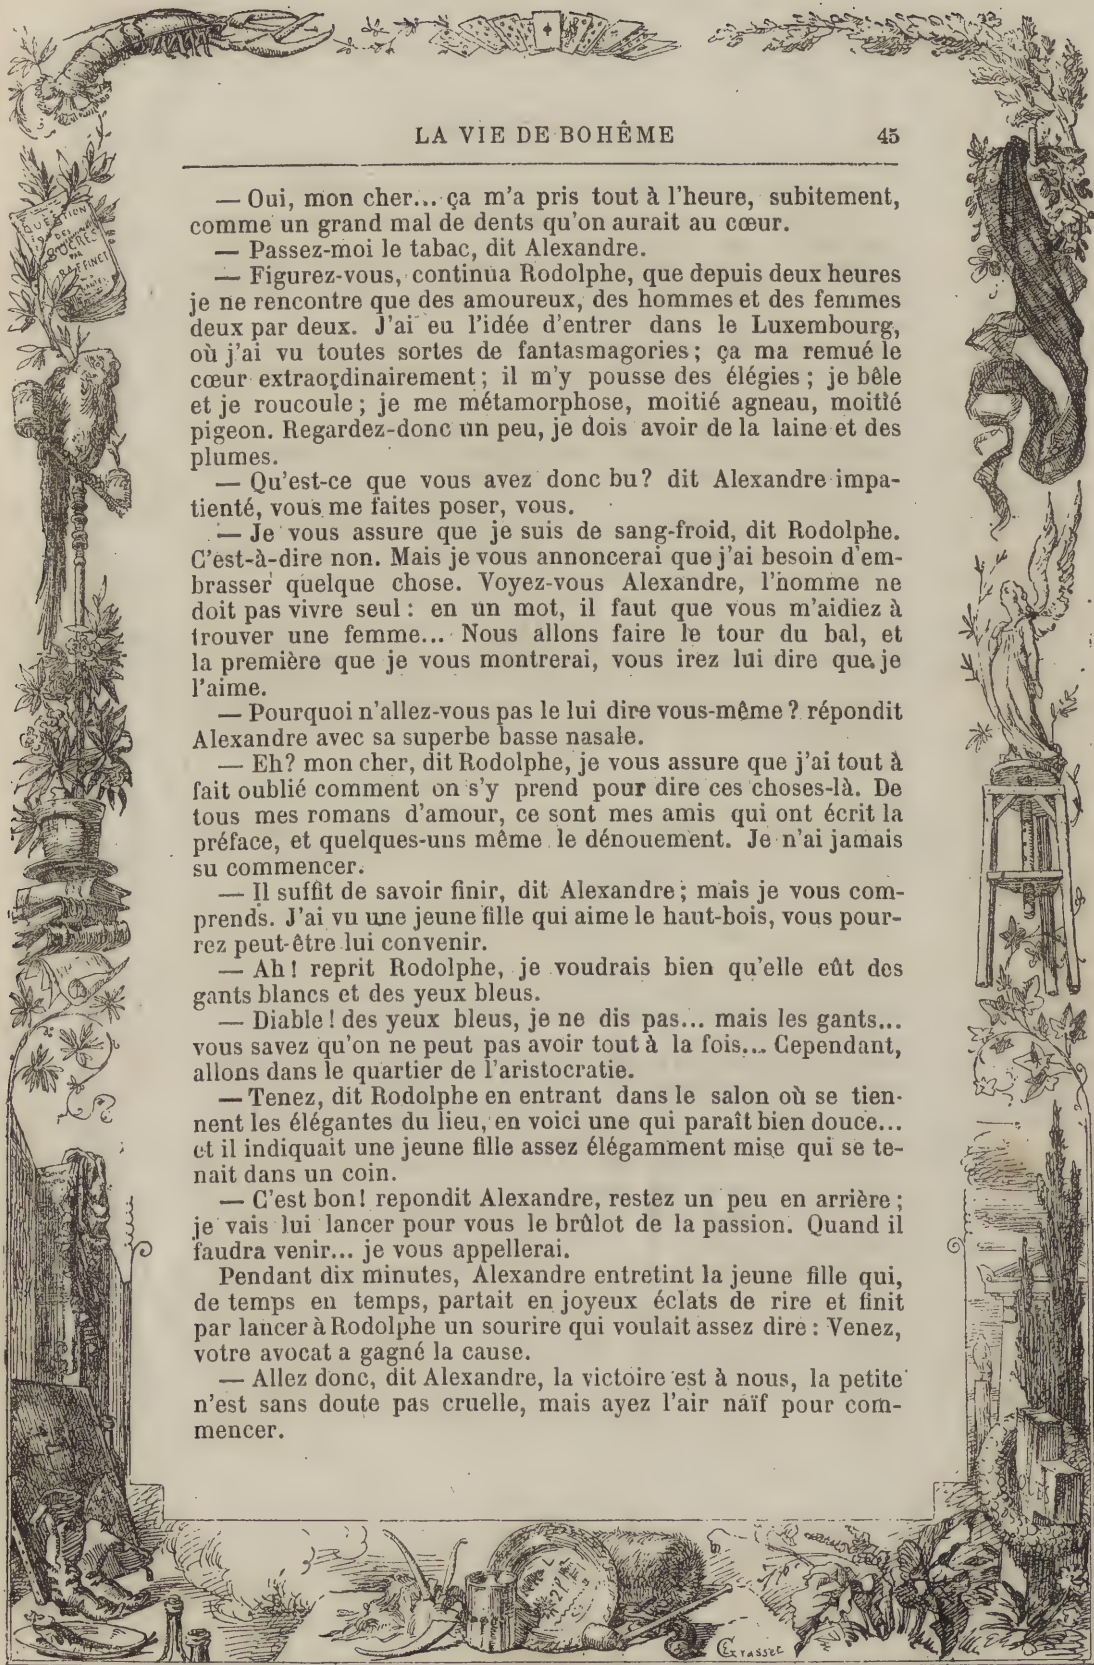 LA VIE DE BOHÊME 45
— Oui, mon cher... ça m'a pris tout à l'heure, subitement,
comme un grand mal de dents qu'on aurait au cœur.
— Passez-moi le tabac, dit Alexandre.
— Figurez-vous, continua Rodolphe, que depuis deux heures
je ne rencontre que des amoureux, des hommes et des femmes
deux par deux. J'ai eu l'idée d'entrer dans le Luxembourg,
où j'ai vu toutes sortes de fantasmagories ; ça ma remué le
cœur extraordinairement ; il m'y pousse des élégies ; je bêle
et je roucoule ; je me métamorphose, moitié agneau, moitié
pigeon. Regardez-donc un peu, je dois avoir de la laine et des
plumes.
— Qu'est-ce que vous avez donc bu ? dit Alexandre impa-
tienté, vous me faites poser, vous.
— Je vous assure que je suis de sang-froid, dit Rodolphe.
C'est-à-dire non. Mais je vous annoncerai que j'ai besoin d'em-
brasser quelque chose. Voyez-vous Alexandre, l'homme ne
doit pas vivre seul : en un mot, il faut que vous m'aidiez à
trouver une femme... Nous allons faire le tour du bal, et
la première que je vous montrerai, vous irez lui dire que je
l'aime.
— Pourquoi n'allez-vous pas le lui dire vous-même ? répondit
Alexandre avec sa superbe basse nasale.
— Eh ? mon cher, dit Rodolphe, je vous assure que j'ai tout à
fait oublié comment on s'y prend pour dire ces choses-là. De
tous mes romans d'amour, ce sont mes amis qui ont écrit la
préface, et quelques-uns même le dénouement. Je n'ai jamais
su commencer.
— Il suffit de savoir finir, dit Alexandre ; mais je vous com-
prends. J'ai vu une jeune fille qui aime le haut-bois, vous pour-
rez peut-être lui convenir.
— Ah ! reprit Rodolphe, je voudrais bien qu'elle eût des
gants blancs et des yeux bleus.
— Diable ! des yeux bleus, je ne dis pas... mais les gants...
vous savez qu'on ne peut pas avoir tout à la fois... Cependant,
allons dans le quartier de l'aristocratie.
— Tenez, dit Rodolphe en entrant dans le salon où se tien-
nent les élégantes du lieu, en voici une qui paraît bien douce...
et il indiquait une jeune fille assez élégamment mise qui se te-
nait dans un coin.
— C'est bon ! repondit Alexandre, restez un peu en arrière ;
je vais lui lancer pour vous le brûlot de la passion. Quand il
faudra venir... je vous appellerai.
Pendant dix minutes, Alexandre entretint la jeune fille qui,
de temps en temps, partait en joyeux éclats de rire et finit
par lancer à Rodolphe un sourire qui voulait assez dire : Venez,
votre avocat a gagné la cause.
— Allez donc, dit Alexandre, la victoire est à nous, la petite
n'est sans doute pas cruelle, mais ayez l'air naïf pour com-
mencer.
QUESTION
DES
SUCRES
PAR
RAFFINET
EGrasset